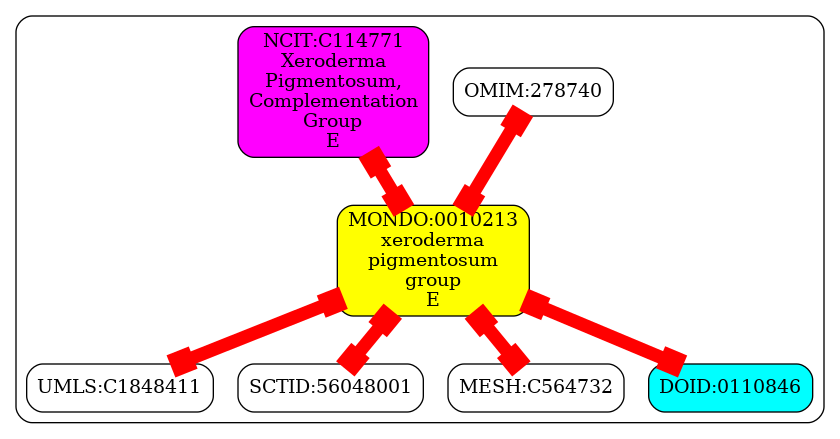 NCIT:C114771
Xeroderma
Pigmentosum,
Complementation
Group
E
OMIM:278740
MONDO:0010213
xeroderma
pigmentosum
group
E
UMLS:C1848411
SCTID:56048001
MESH:C564732
DOID:0110846